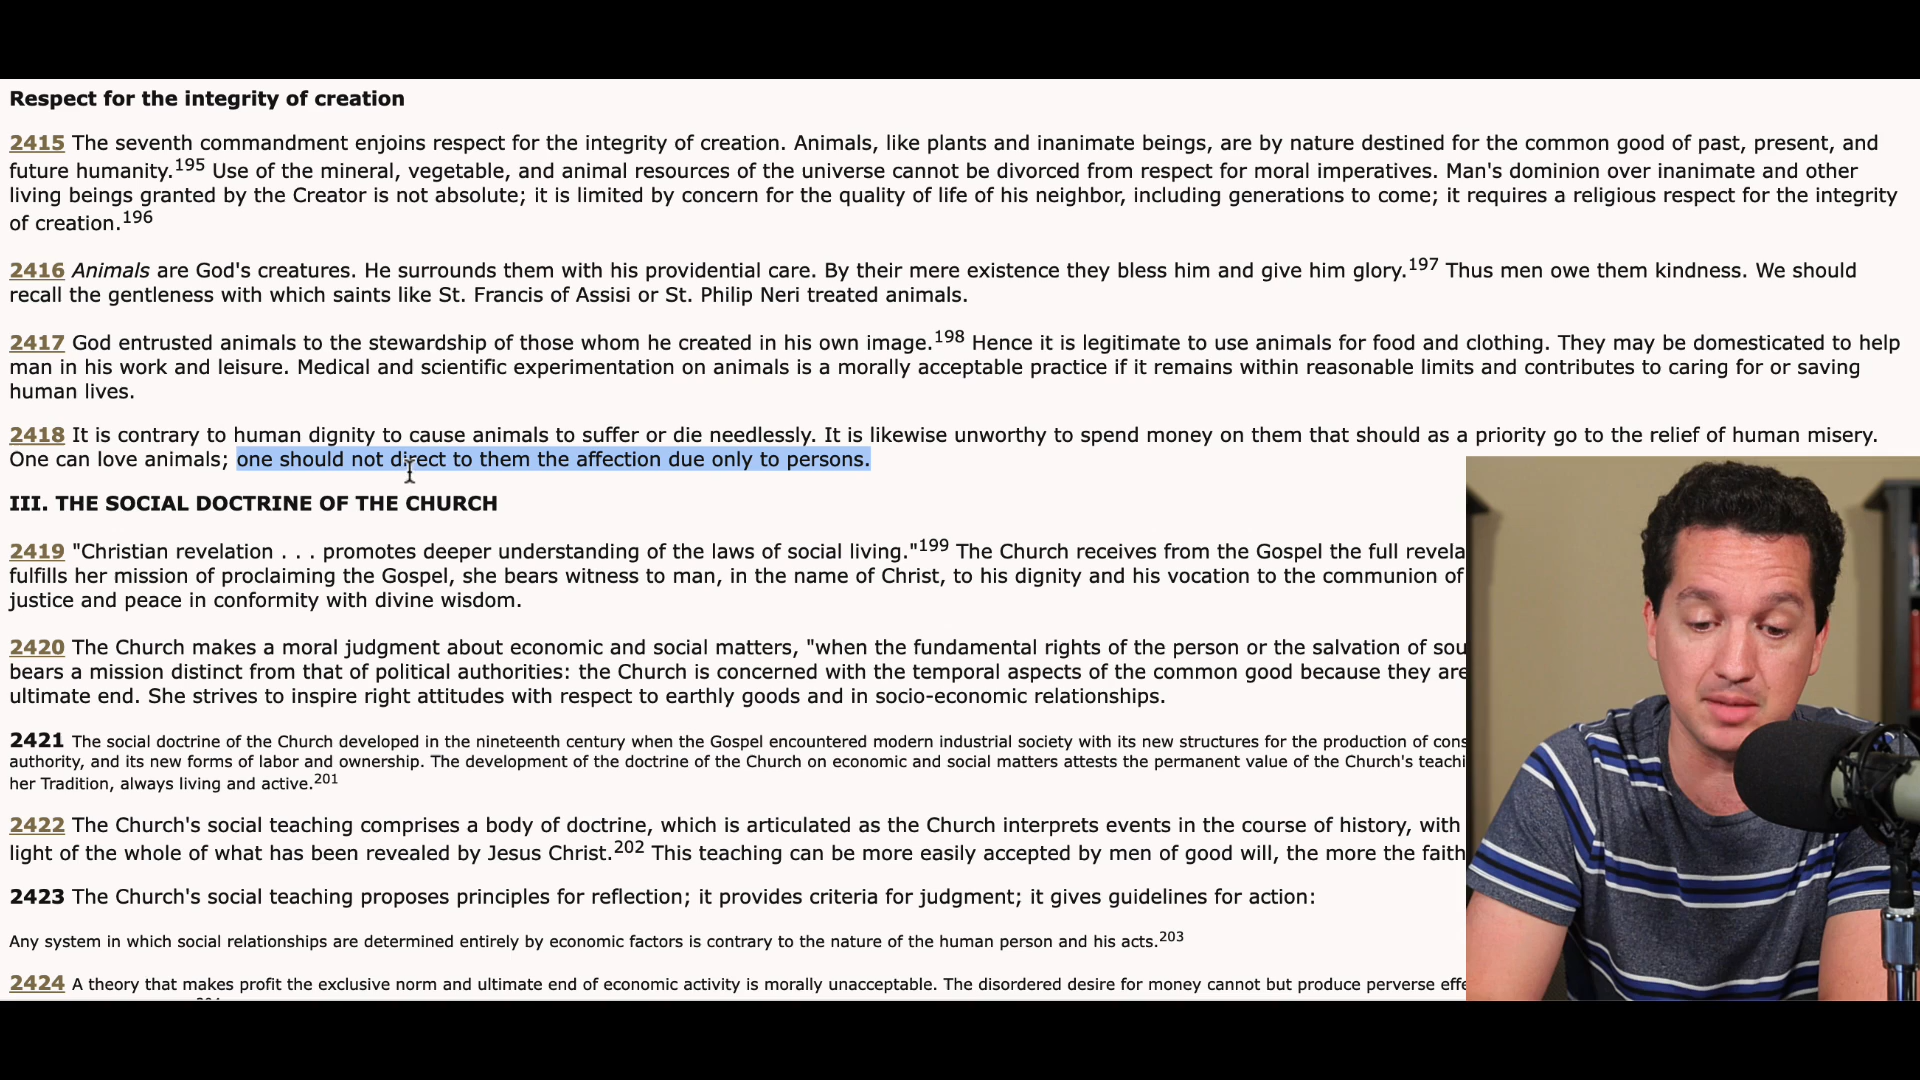 Respect for the integrity of creation
2415 The seventh commandment enjoins respect for the integrity of creation. Animals, like plants and inanimate beings, are by nature destined for the common good of past, present, and
future humanity.195 Use of the mineral, vegetable, and animal resources of the universe cannot be divorced from respect for moral imperatives. Man's dominion over inanimate and other
living beings granted by the Creator is not absolute; it is limited by concern for the quality of life of his neighbor, including generations to come; it requires a religious respect for the integrity
of creation.196
2416 Animals are God's creatures. He surrounds them with his providential care. By their mere existence they bless him and give him glory.197 Thus men owe them kindness. We should
recall the gentleness with which saints like St. Francis of Assisi or St. Philip Neri treated animals.
2417 God entrusted animals to the stewardship of those whom he created in his own image.198 Hence it is legitimate to use animals for food and clothing. They may be domesticated to help
man in his work and leisure. Medical and scientific experimentation on animals is a morally acceptable practice if it remains within reasonable limits and contributes to caring for or saving
human lives.
2418 It is contrary to human dignity to cause animals to suffer or die needlessly. It is likewise unworthy to spend money on them that should as a priority go to the relief of human misery.
One can love animals; one should not direct to them the affection due only to persons.
III. THE SOCIAL DOCTRINE OF THE CHURCH
2419 "Christian revelation . . . promotes deeper understanding of the laws of social living."199 The Church receives from the Gospel the full revela
fulfills her mission of proclaiming the Gospel, she bears witness to man, in the name of Christ, to his dignity and his vocation to the communion of
justice and peace in conformity with divine wisdom.
2420 The Church makes a moral judgment about economic and social matters, "when the fundamental rights of the person or the salvation of sou
bears a mission distinct from that of political authorities: the Church is concerned with the temporal aspects of the common good because they are
ultimate end. She strives to inspire right attitudes with respect to earthly goods and in socio-economic relationships.
2421 The social doctrine of the Church developed in the nineteenth century when the Gospel encountered modern industrial society with its new structures for the production of cons
authority, and its new forms of labor and ownership. The development of the doctrine of the Church on economic and social matters attests the permanent value of the Church's teachi
her Tradition, always living and active.201
2422 The Church's social teaching comprises a body of doctrine, which is articulated as the Church interprets events in the course of history, with
light of the whole of what has been revealed by Jesus Christ.202 This teaching can be more easily accepted by men of good will, the more the faith
2423 The Church's social teaching proposes principles for reflection; it provides criteria for judgment; it gives guidelines for action:
Any system in which social relationships are determined entirely by economic factors is contrary to the nature of the human person and his acts.203
2424 A theory that makes profit the exclusive norm and ultimate end of economic activity is morally unacceptable. The disordered desire for money cannot but produce perverse effe